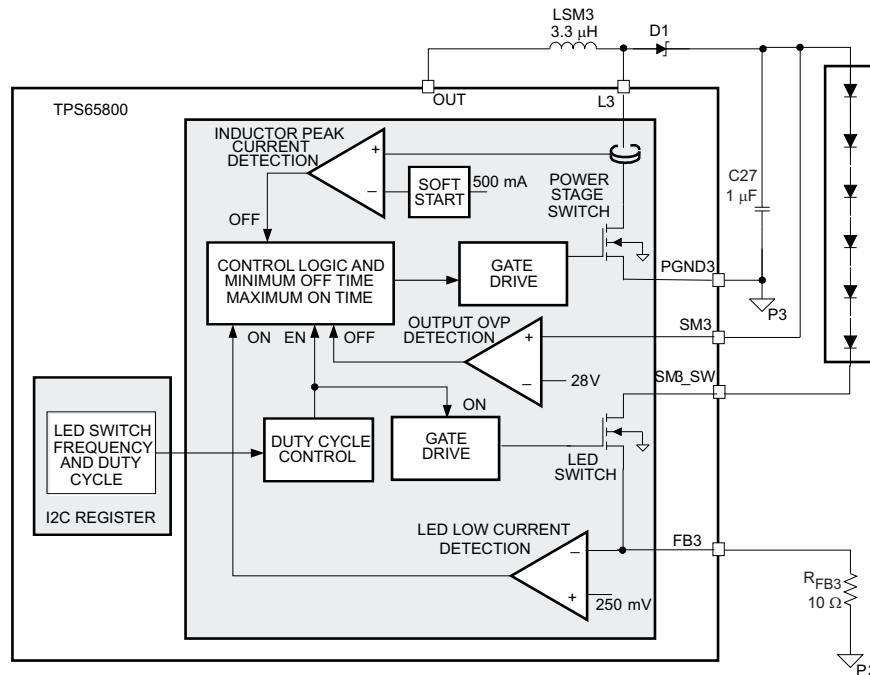 LSM3
3.3 μH
D1
OUT
L3
TPS65800
INDUCTOR PEAK
CURRENT
DETECTION
+
–
SOFT
START
500 mA
POWER
STAGE
SWITCH
C27
1 μF
OFF
CONTROL LOGIC AND
MINIMUM OFF TIME
MAXIMUM ON TIME
GATE
DRIVE
PGND3
P3
ON
EN
OFF
OUTPUT OVP
DETECTION
+
–
28V
SM3
SM3_SW
ON
LED SWITCH
FREQUENCY
AND DUTY
CYCLE
I2C REGISTER
DUTY CYCLE
CONTROL
GATE
DRIVE
LED
SWITCH
LED LOW CURRENT
DETECTION
–
+
250 mV
FB3
RFB3
10 Ω
P3